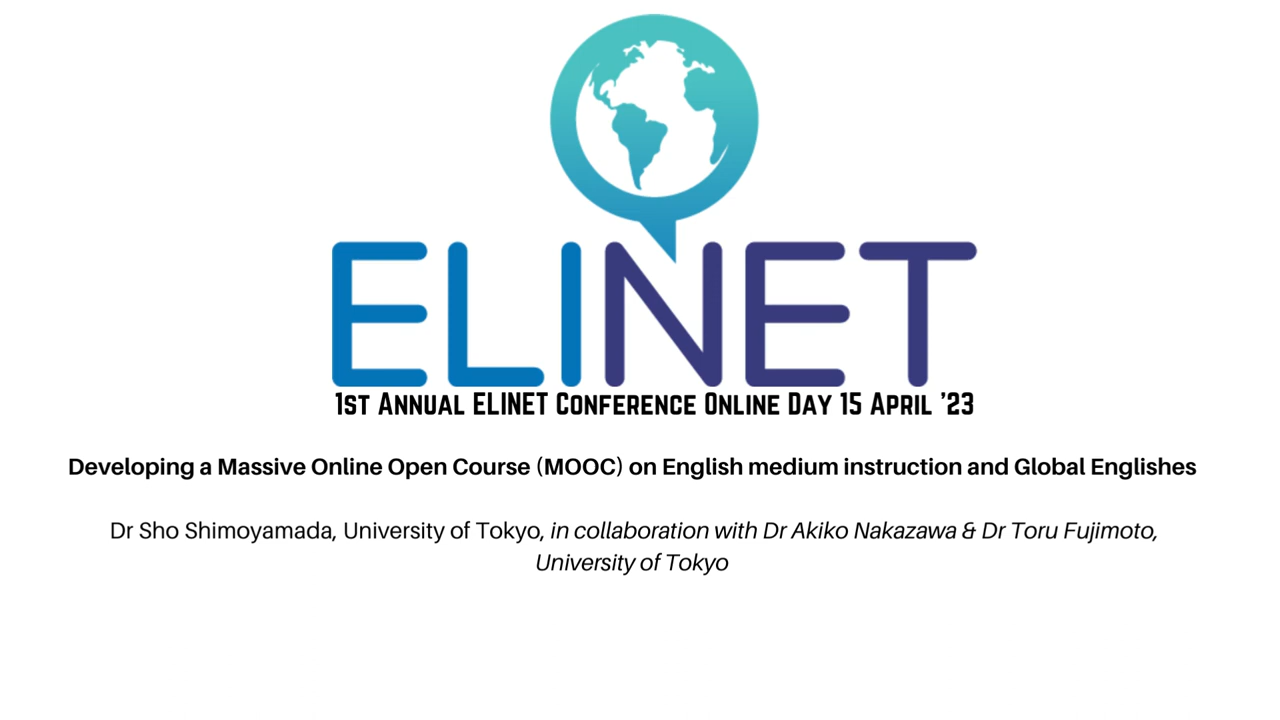 ELINET
1st Annual ELINET Conference Online Day 15 April '23
Developing a Massive Online Open Course (MOOC) on English medium instruction and Global Englishes
Dr Sho Shimoyamada, University of Tokyo, in collaboration with Dr Akiko Nakazawa & Dr Toru Fujimoto,
University of Tokyo